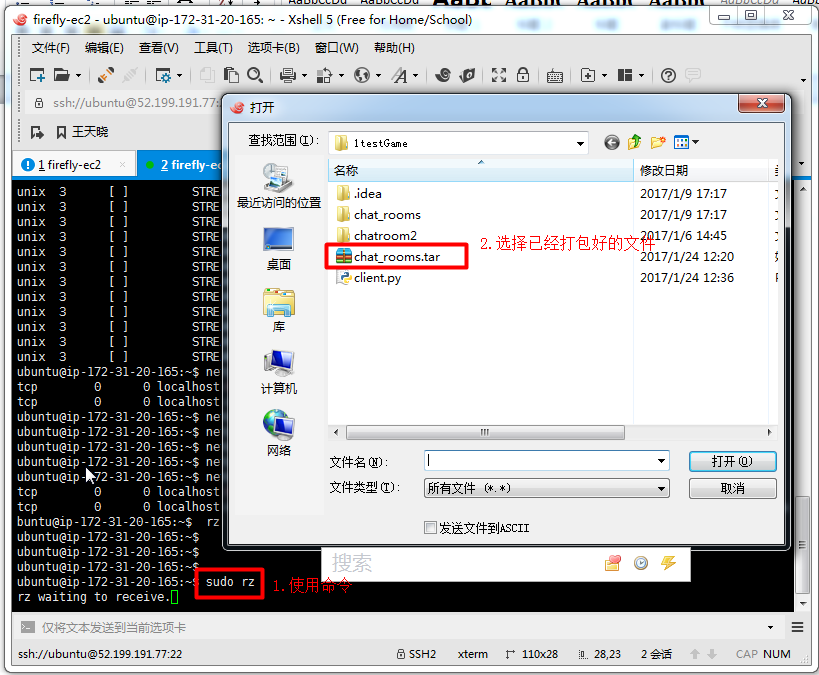 firefly-ec2 - ubuntu@ip-172-31-20-165: ~ - Xshell 5 (Free for Home/School)
文件(F) 编辑(E) 查看(V) 工具(T) 选项卡(B) 窗口(W) 帮助(H)
ssh://ubuntu@52.199.191.77:
王天晓
1 firefly-ec2
2 firefly-ec
打开
查找范围(I):
1testGame
最近访问的位置
桌面
库
计算机
网络
名称 修改日期
.idea 2017/1/9 17:17
chat_rooms 2017/1/9 17:17
chatroom2 2017/1/6 14:45
chat_rooms.tar 2017/1/24 12:20
client.py 2017/1/24 12:36
2.选择已经打包好的文件
文件名(N):
打开(O)
文件类型(T):
所有文件 (*.*)
取消
发送文件到ASCII
搜索
unix 3 [ ] STRE
unix 3 [ ] STRE
unix 3 [ ] STRE
unix 3 [ ] STRE
unix 3 [ ] STRE
unix 3 [ ] STRE
unix 3 [ ] STRE
unix 3 [ ] STRE
unix 3 [ ] STRE
unix 3 [ ] STRE
unix 3 [ ] STRE
unix 3 [ ] STRE
ubuntu@ip-172-31-20-165:~$ ne
tcp 0 0 localhost
tcp 0 0 localhost
ubuntu@ip-172-31-20-165:~$ ne
ubuntu@ip-172-31-20-165:~$ ne
ubuntu@ip-172-31-20-165:~$ ne
ubuntu@ip-172-31-20-165:~$ ne
ubuntu@ip-172-31-20-165:~$ ne
tcp 0 0 localhost
tcp 0 0 localhost
buntu@ip-172-31-20-165:~$ rz
ubuntu@ip-172-31-20-165:~$
ubuntu@ip-172-31-20-165:~$
ubuntu@ip-172-31-20-165:~$
ubuntu@ip-172-31-20-165:~$ sudo rz
1.使用命令
rz waiting to receive.
仅将文本发送到当前选项卡
ssh://ubuntu@52.199.191.77:22 SSH2 xterm 110x28 28,23 2 会话 CAP NUM